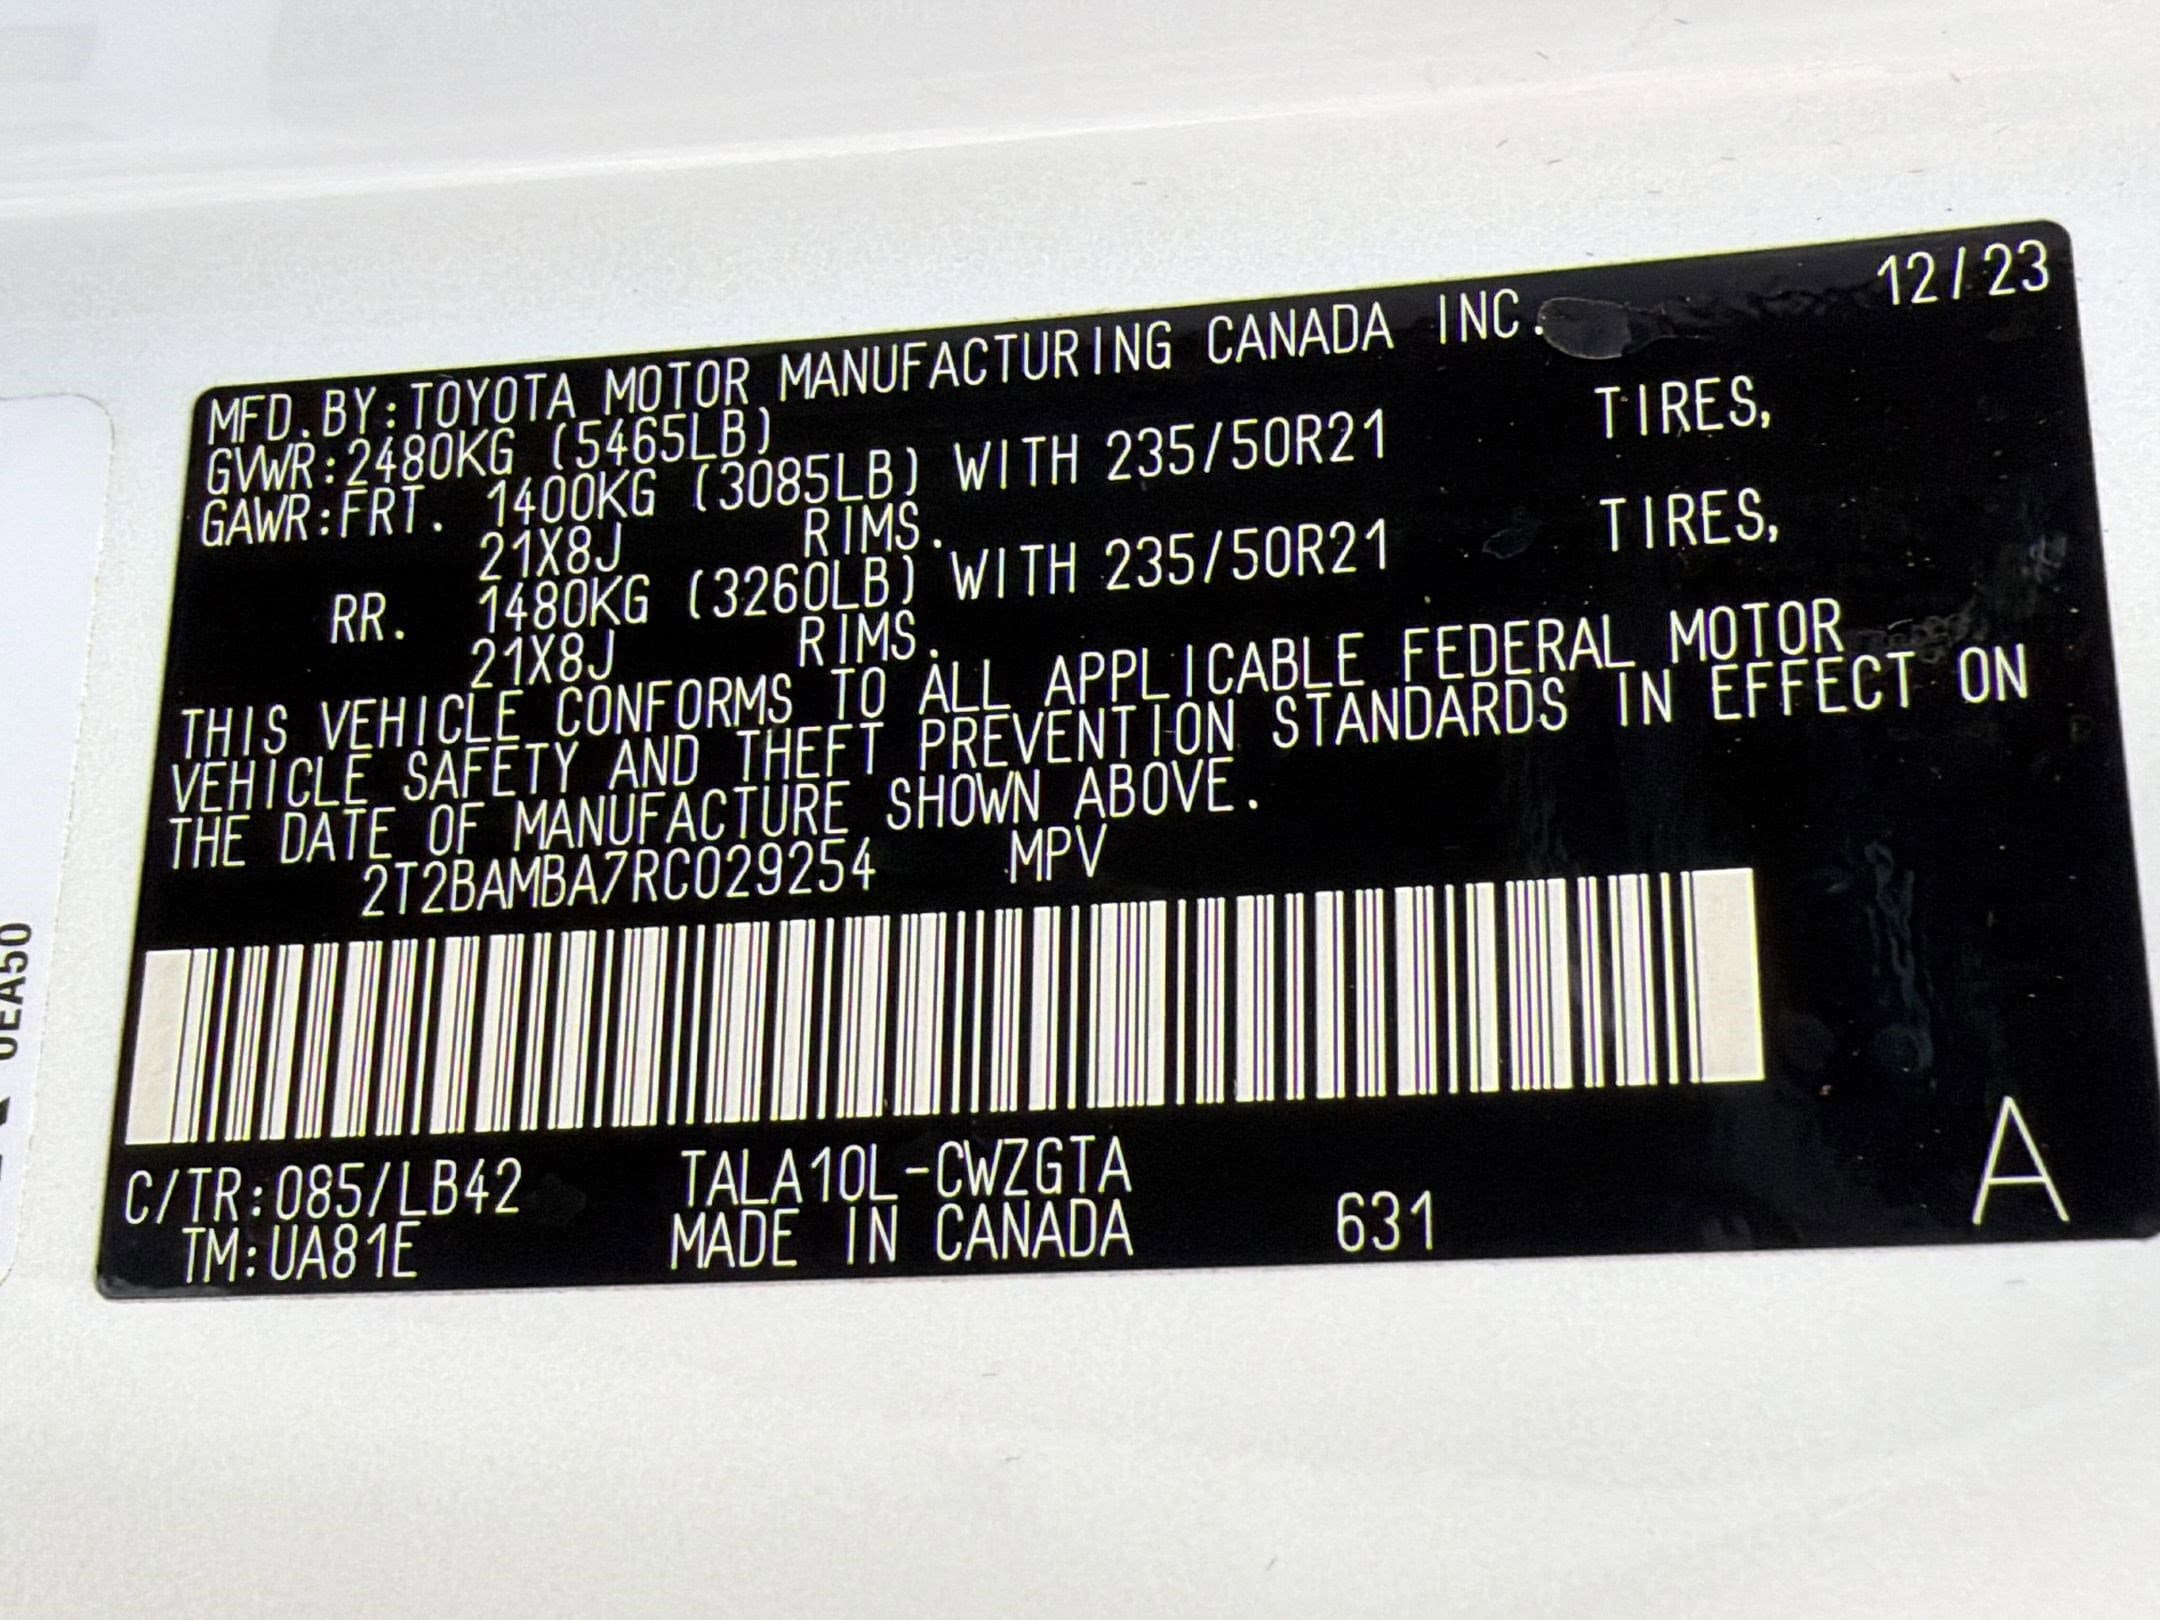 12/23
MFD.BY:TOYOTA MOTOR MANUFACTURING CANADA INC.
GVWR:2480KG (5465LB)
GAWR:FRT. 1400KG (3085LB) WITH 235/50R21 TIRES,
21X8J RIMS.
RR. 1480KG (3260LB) WITH 235/50R21 TIRES,
21X8J RIMS.
THIS VEHICLE CONFORMS TO ALL APPLICABLE FEDERAL MOTOR
VEHICLE SAFETY AND THEFT PREVENTION STANDARDS IN EFFECT ON
THE DATE OF MANUFACTURE SHOWN ABOVE.
2T2BAMBA7RC029254 MPV
C/TR:085/LB42 TALA10L-CWZGTA A
TM:UA81E MADE IN CANADA 631
0EA50